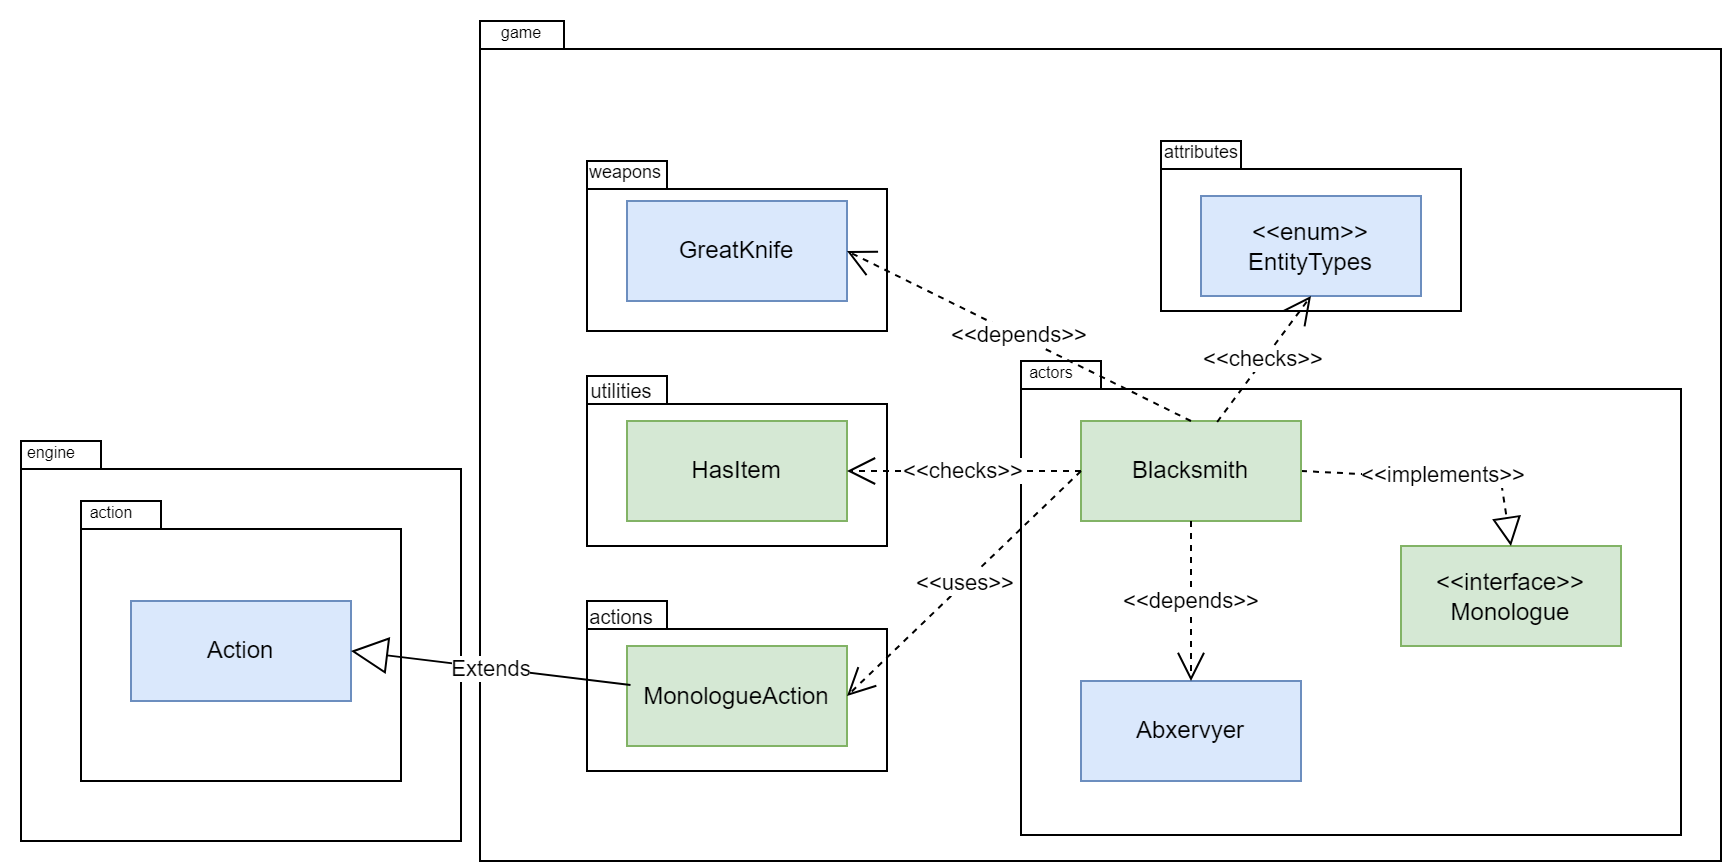 game
weapons
GreatKnife
attributes
<<enum>>
EntityTypes
<<depends>>
<<checks>>
actors
utilities
HasItem
<<checks>>
Blacksmith
<<implements>>
engine
action
Action
Extends
actions
MonologueAction
<<uses>>
<<depends>>
<<interface>>
Monologue
Abxervyer